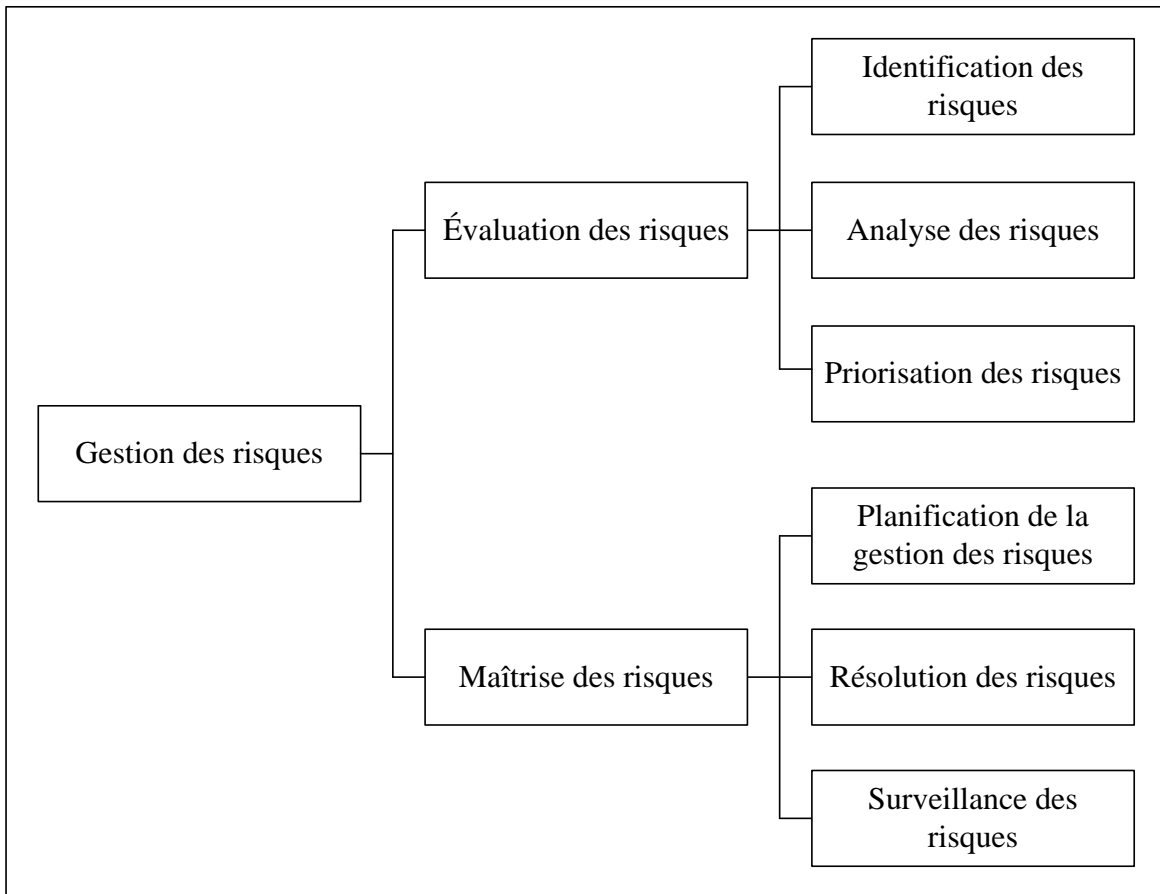 Identification des
risques
Évaluation des risques
Analyse des risques
Priorisation des risques
Gestion des risques
Planification de la
gestion des risques
Maîtrise des risques
Résolution des risques
Surveillance des
risques